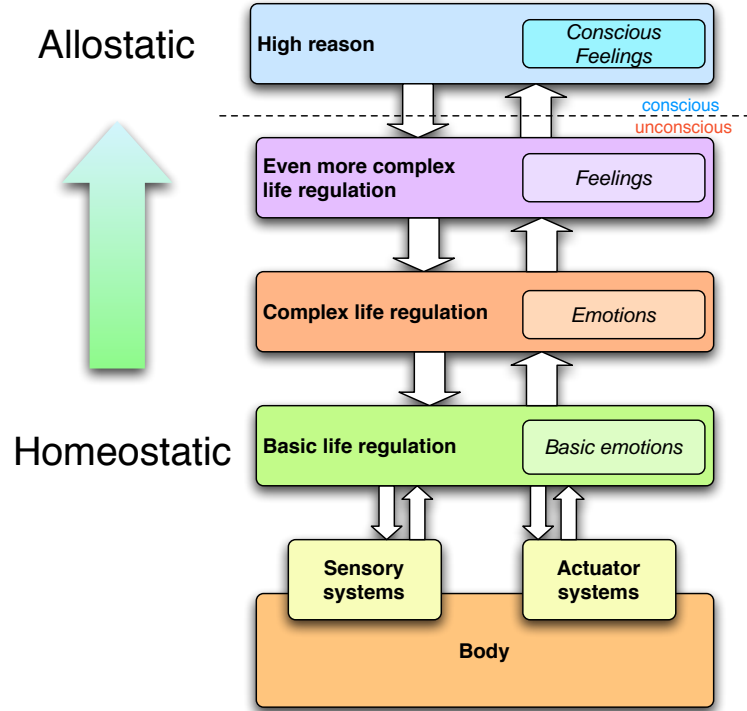 Allostatic
High reason
Conscious
Feelings
conscious
unconscious
Even more complex
life regulation
Feelings
Complex life regulation
Emotions
Homeostatic
Basic life regulation
Basic emotions
Sensory
systems
Actuator
systems
Body